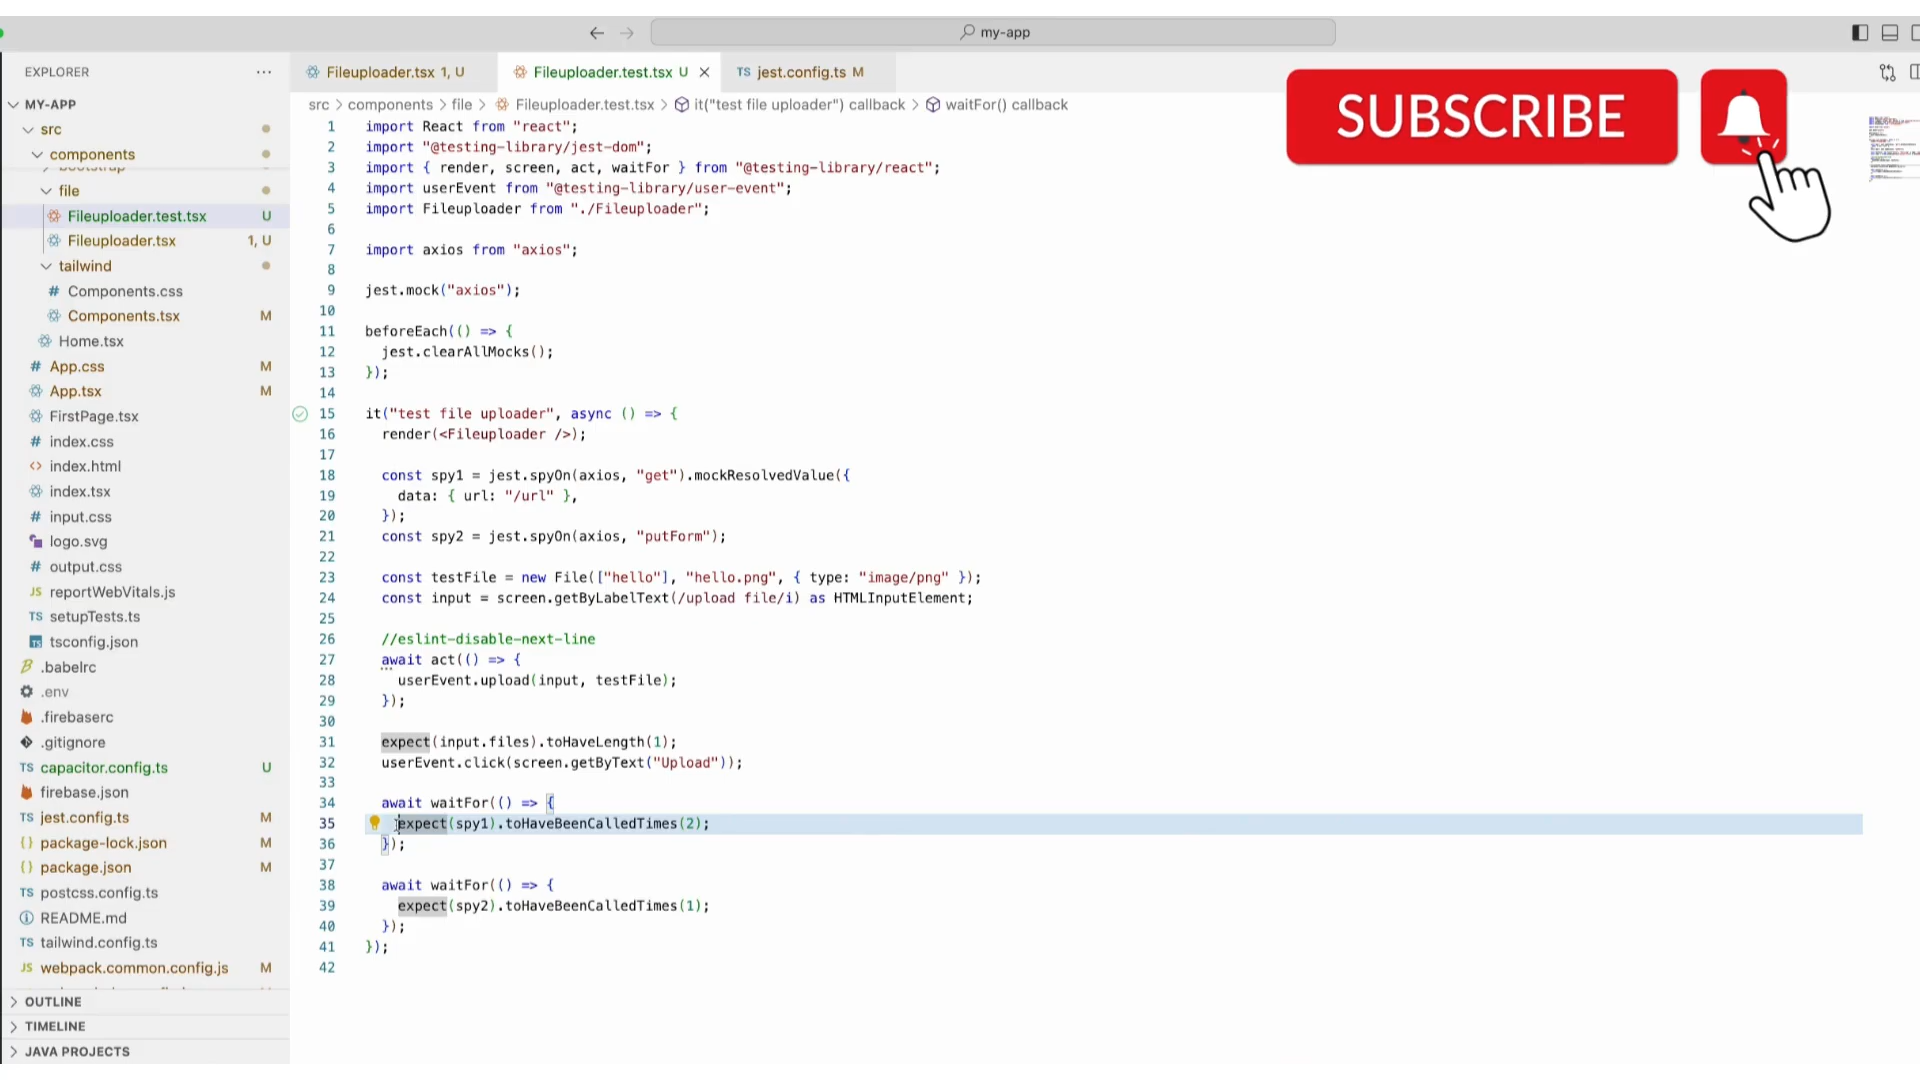 my-app
EXPLORER
MY-APP
src
components
bootstrap
file
Fileuploader.test.tsx U
Fileuploader.tsx 1, U
tailwind
# Components.css
Components.tsx M
Home.tsx
# App.css M
App.tsx M
FirstPage.tsx
# index.css
<> index.html
index.tsx
# input.css
logo.svg
# output.css
JS reportWebVitals.js
TS setupTests.ts
TS tsconfig.json
.babelrc
.env
.firebaserc
.gitignore
TS capacitor.config.ts U
firebase.json
TS jest.config.ts M
{} package-lock.json M
{} package.json M
TS postcss.config.ts
README.md
TS tailwind.config.ts
JS webpack.common.config.js M
OUTLINE
TIMELINE
JAVA PROJECTS
Fileuploader.tsx 1, U
Fileuploader.test.tsx U
TS jest.config.ts M
src > components > file > Fileuploader.test.tsx > it("test file uploader") callback > waitFor() callback
SUBSCRIBE
1 import React from "react";
2 import "@testing-library/jest-dom";
3 import { render, screen, act, waitFor } from "@testing-library/react";
4 import userEvent from "@testing-library/user-event";
5 import Fileuploader from "./Fileuploader";
6
7 import axios from "axios";
8
9 jest.mock("axios");
10
11 beforeEach(() => {
12 jest.clearAllMocks();
13 });
14
15 it("test file uploader", async () => {
16 render(<Fileuploader />);
17
18 const spy1 = jest.spyOn(axios, "get").mockResolvedValue({
19 data: { url: "/url" },
20 });
21 const spy2 = jest.spyOn(axios, "putForm");
22
23 const testFile = new File(["hello"], "hello.png", { type: "image/png" });
24 const input = screen.getByLabelText(/upload file/i) as HTMLInputElement;
25
26 //eslint-disable-next-line
27 await act(() => {
28 userEvent.upload(input, testFile);
29 });
30
31 expect(input.files).toHaveLength(1);
32 userEvent.click(screen.getByText("Upload"));
33
34 await waitFor(() => {
35 expect(spy1).toHaveBeenCalledTimes(2);
36 });
37
38 await waitFor(() => {
39 expect(spy2).toHaveBeenCalledTimes(1);
40 });
41 });
42